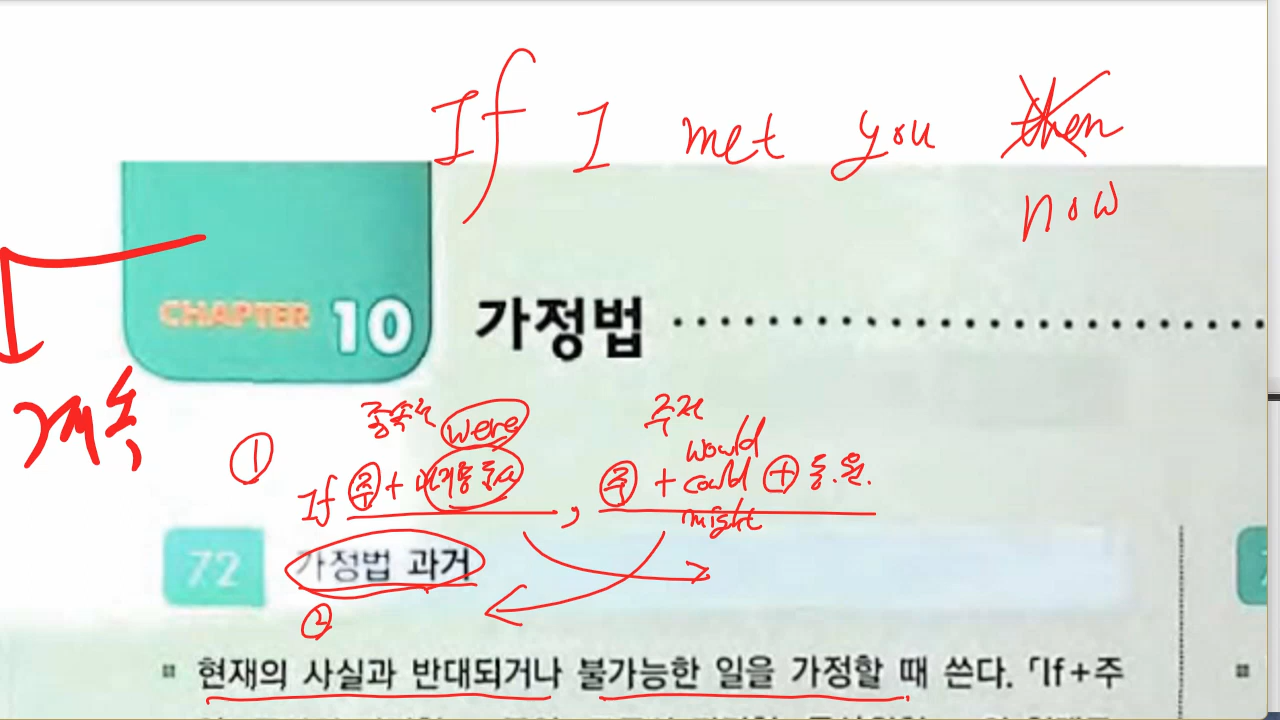 If I met you then
now
CHAPTER 10 가정법
계속
종속절 were 주절
would
① If 주 + 과거동사, 주 + could + 동.원.
might
72 가정법 과거
②
현재의 사실과 반대되거나 불가능한 일을 가정할 때 쓴다. 「If+주